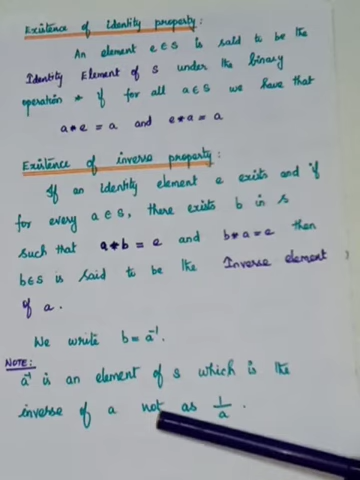 Existence of identity property:
An element e∈s is said to be the
Identity Element of S under the binary
operation * if for all a∈s we have that
a*e = a and e*a = a
Existence of inverse property:
If an identity element e exists and if
for every a∈s, there exists b in s
such that a*b = e and b*a = e then
b∈s is said to be the Inverse element
of a.
We write b = a⁻¹.
NOTE:
a⁻¹ is an element of s which is the
inverse of a not as 1/a.